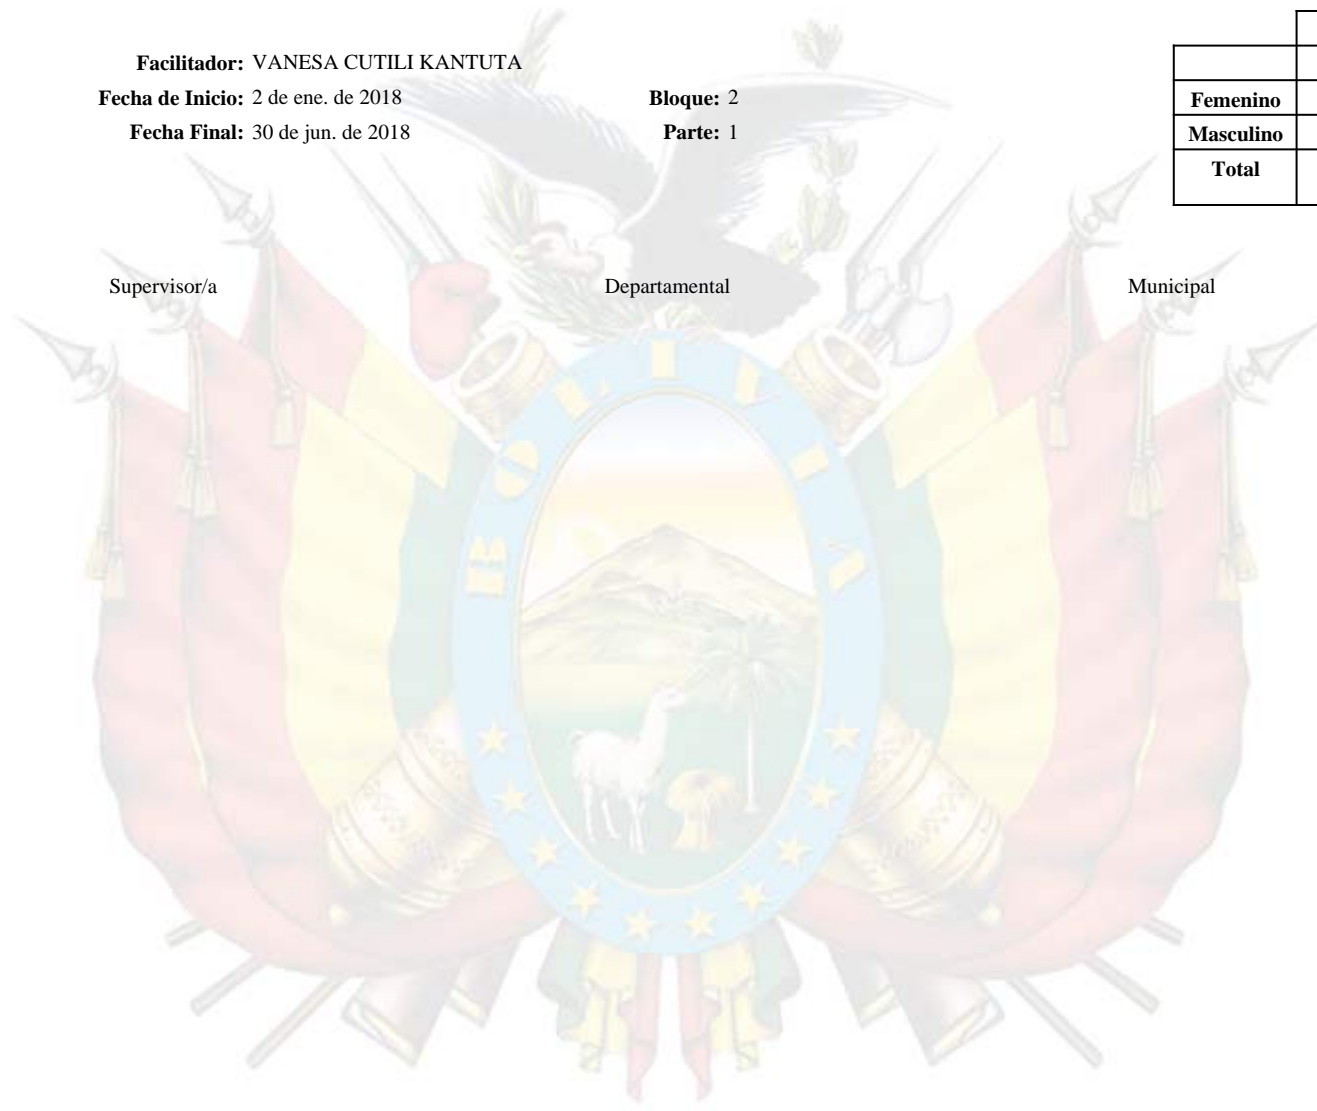 Facilitador: VANESA CUTILI KANTUTA
Fecha de Inicio: 2 de ene. de 2018 Bloque: 2
Fecha Final: 30 de jun. de 2018 Parte: 1
Femenino
Masculino
Total
Supervisor/a Departamental Municipal
BOLIVIA